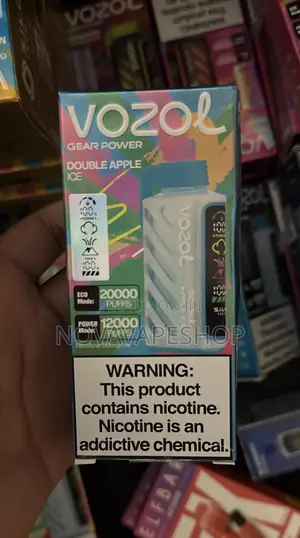 VOZOL
GEAR POWER
DOUBLE APPLE
ICE
ECO
Mode:
20000
PUFFS
POWER
Mode:
12000
PUFFS
VOZOL
NOVAVAPESHOP
WARNING:
This product
contains nicotine.
Nicotine is an
addictive chemical.
ELFBAR